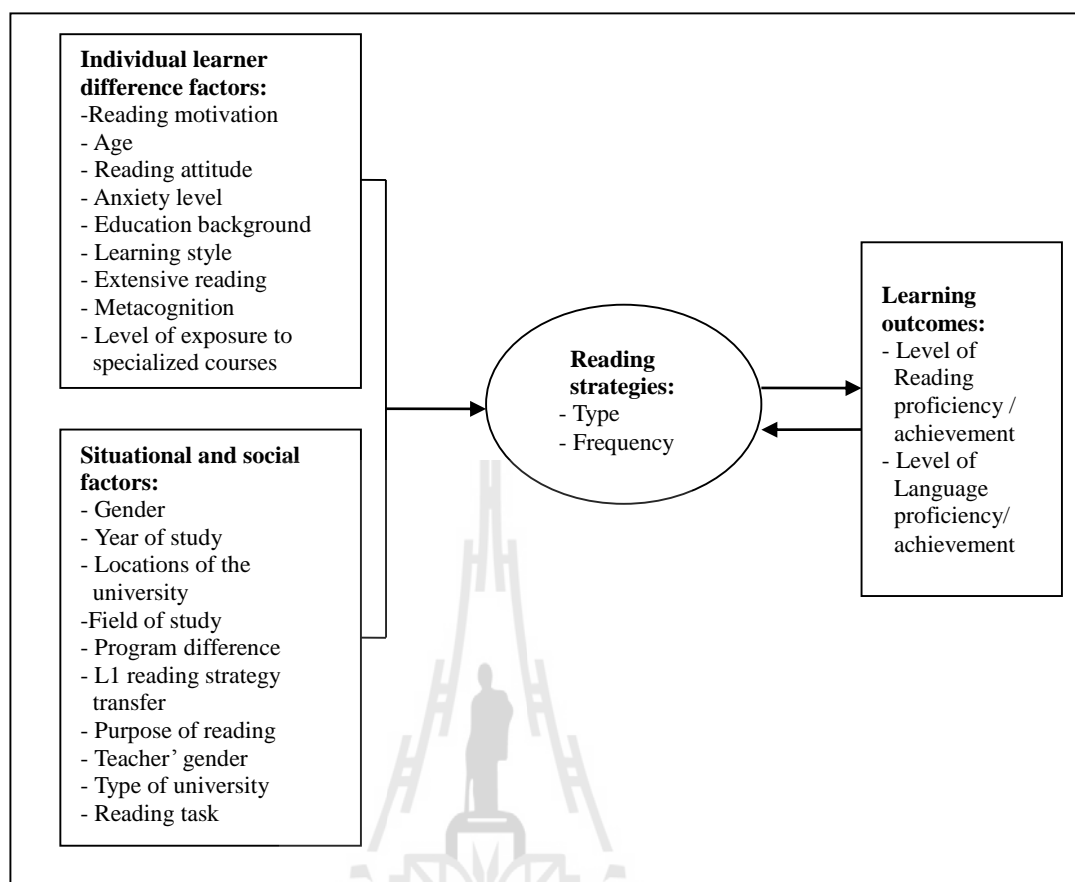 Individual learner
difference factors:
-Reading motivation
- Age
- Reading attitude
- Anxiety level
- Education background
- Learning style
- Extensive reading
- Metacognition
- Level of exposure to
specialized courses
Situational and social
factors:
- Gender
- Year of study
- Locations of the
university
-Field of study
- Program difference
- L1 reading strategy
transfer
- Purpose of reading
- Teacher’ gender
- Type of university
- Reading task
Reading
strategies:
- Type
- Frequency
Learning
outcomes:
- Level of
Reading
proficiency /
achievement
- Level of
Language
proficiency/
achievement